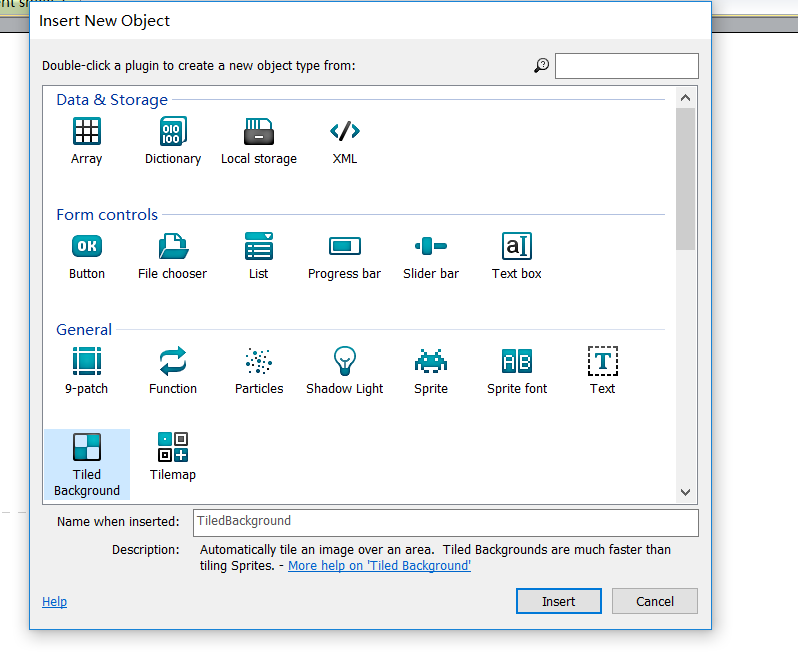 Insert New Object
Double-click a plugin to create a new object type from:
Data & Storage
Array Dictionary Local storage XML
Form controls
OK aI
Button File chooser List Progress bar Slider bar Text box
General
AB T
9-patch Function Particles Shadow Light Sprite Sprite font Text
Tiled Background Tilemap
Name when inserted: TiledBackground
Description: Automatically tile an image over an area. Tiled Backgrounds are much faster than
tiling Sprites. - More help on 'Tiled Background'
Help Insert Cancel